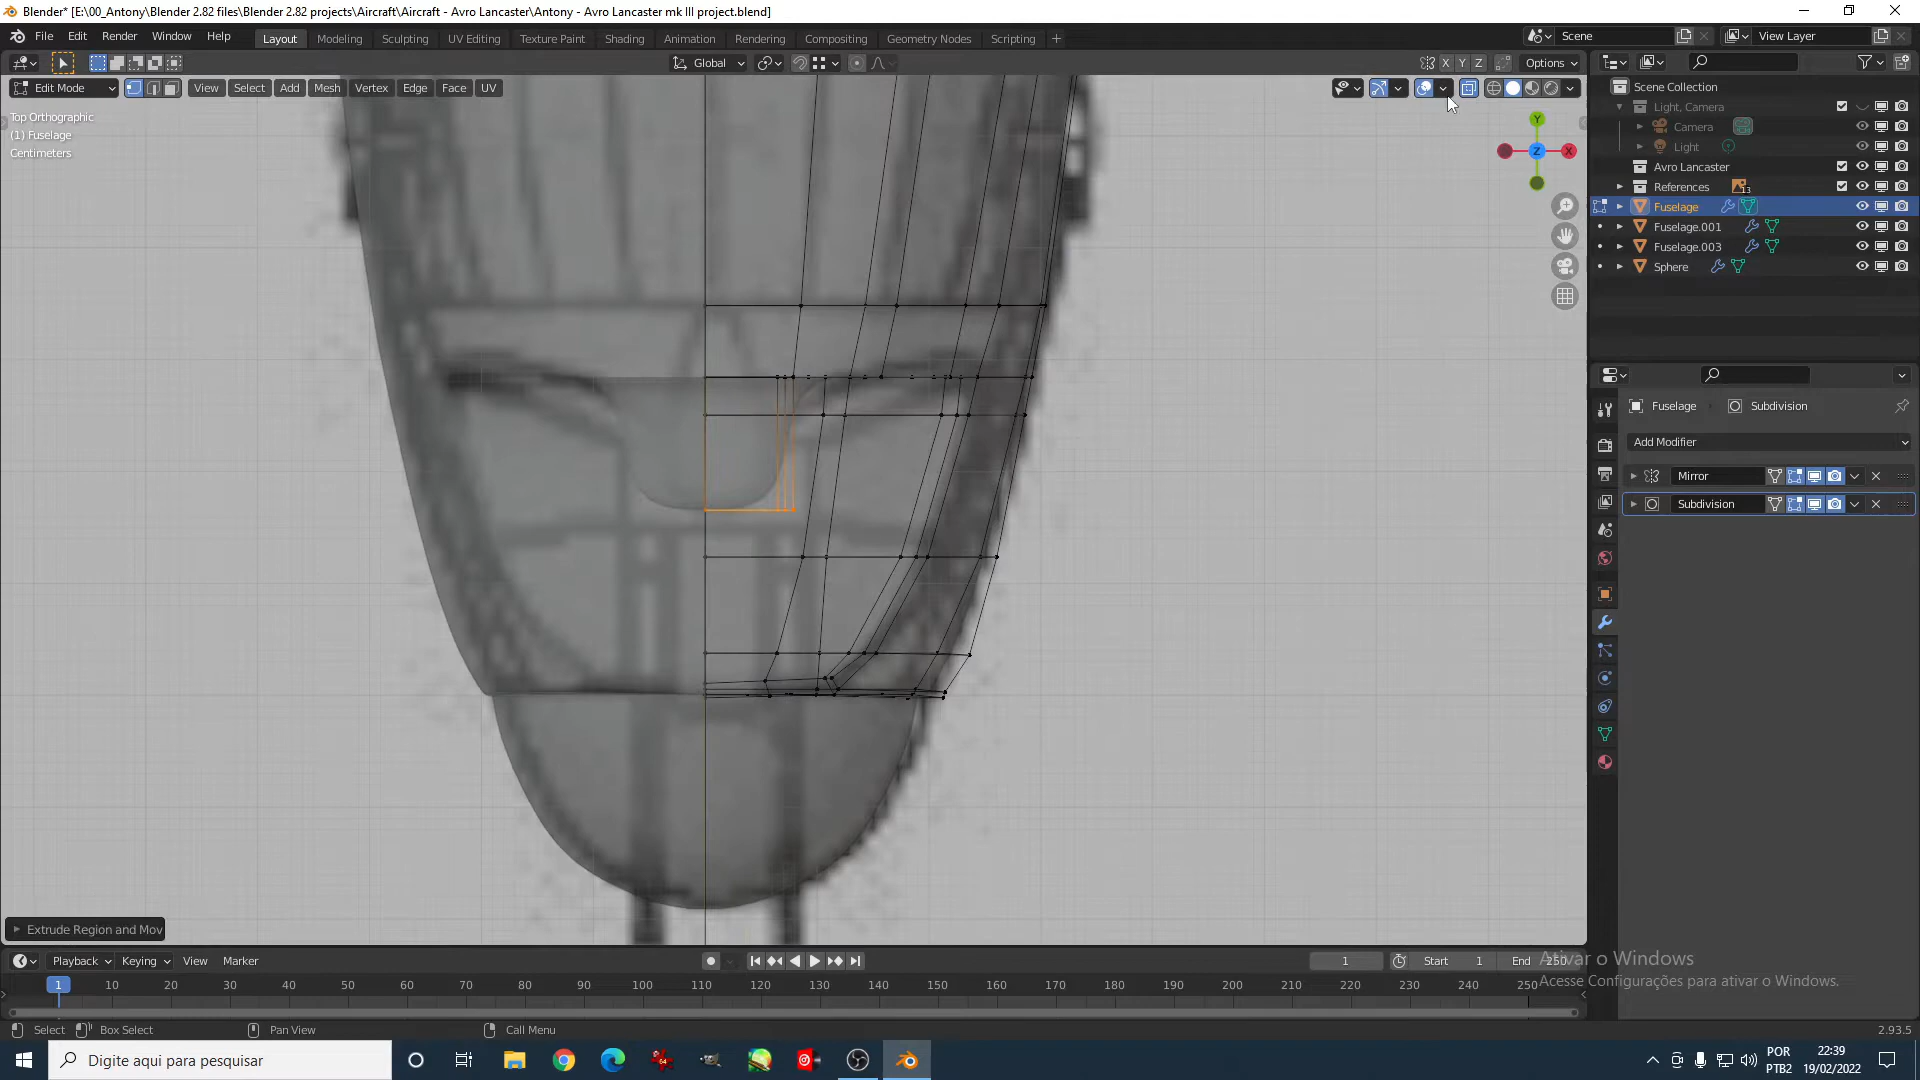 Blender* [E:\00_Antony\Blender 2.82 files\Blender 2.82 projects\Aircraft\Aircraft - Avro Lancaster\Antony - Avro Lancaster mk III project.blend]
File Edit Render Window Help Layout Modeling Sculpting UV Editing Texture Paint Shading Animation Rendering Compositing Geometry Nodes Scripting + Scene View Layer
Global X Y Z Options
Edit Mode View Select Add Mesh Vertex Edge Face UV
Scene Collection
Light, Camera
Camera
Light
Avro Lancaster
References 13
Fuselage
Fuselage.001
Fuselage.003
Sphere
Top Orthographic
(1) Fuselage
Centimeters
Y
Z X
Fuselage Subdivision
Add Modifier
Mirror
Subdivision
Extrude Region and Mov
Playback Keying View Marker 1 Start 1 End 250
1 10 20 30 40 50 60 70 80 90 100 110 120 130 140 150 160 170 180 190 200 210 220 230 240 250
Ativar o Windows
Acesse Configurações para ativar o Windows.
Select Box Select Pan View Call Menu 2.93.5
Digite aqui para pesquisar
POR
PTB2
22:39
19/02/2022